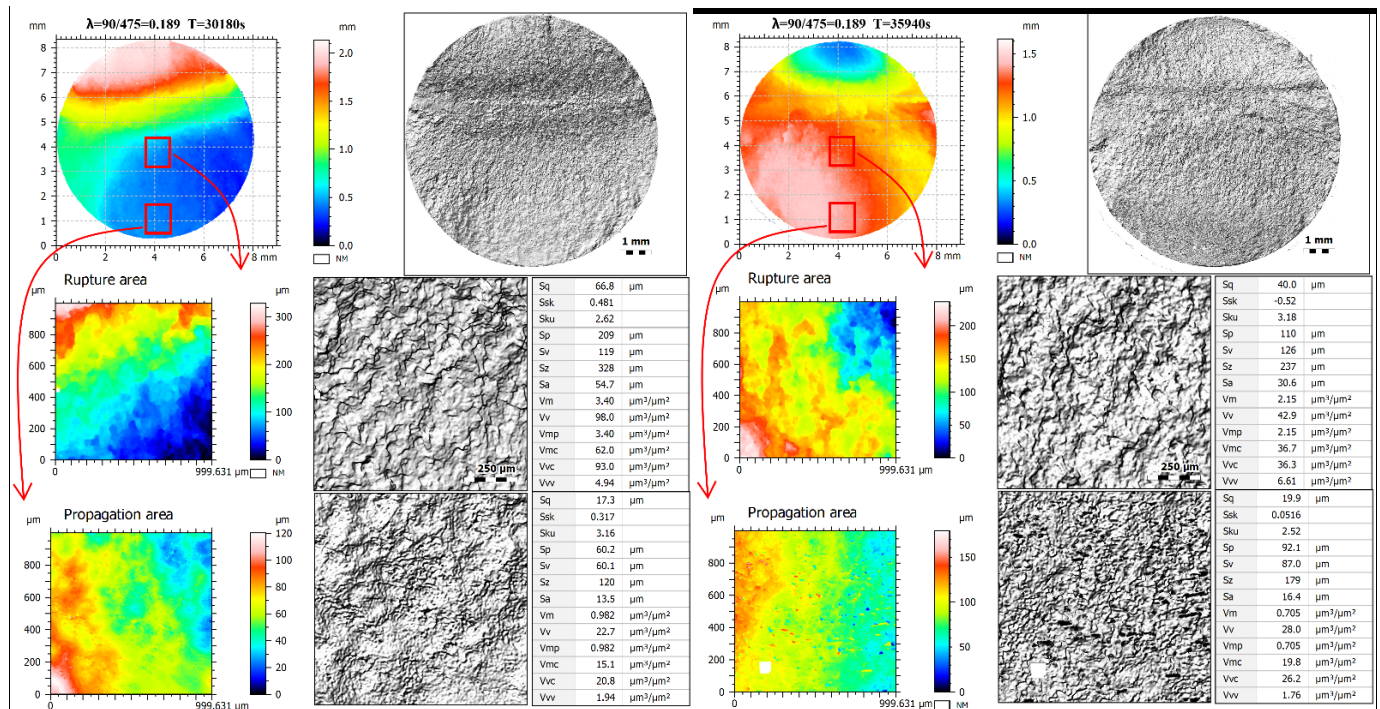 λ=90/475=0.189 T=30180s
mm
8
7
6
5
4
3
2
1
0
0 2 4 6 8 mm
mm
2.0
1.5
1.0
0.5
0.0
NM
1 mm
Rupture area
µm
800
600
400
200
0
0 999.631 µm
µm
300
200
100
0
NM
250 µm
Sq 66.8 µm
Ssk 0.481
Sku 2.62
Sp 209 µm
Sv 119 µm
Sz 328 µm
Sa 54.7 µm
Vm 3.40 µm³/µm²
Vv 98.0 µm³/µm²
Vmp 3.40 µm³/µm²
Vmc 62.0 µm³/µm²
Vvc 93.0 µm³/µm²
Vvv 4.94 µm³/µm²
Propagation area
µm
800
600
400
200
0
0 999.631 µm
µm
120
100
80
60
40
20
0
NM
Sq 17.3 µm
Ssk 0.317
Sku 3.16
Sp 60.2 µm
Sv 60.1 µm
Sz 120 µm
Sa 13.5 µm
Vm 0.982 µm³/µm²
Vv 22.7 µm³/µm²
Vmp 0.982 µm³/µm²
Vmc 15.1 µm³/µm²
Vvc 20.8 µm³/µm²
Vvv 1.94 µm³/µm²
λ=90/475=0.189 T=35940s
mm
8
7
6
5
4
3
2
1
0
0 2 4 6 8 mm
mm
1.5
1.0
0.5
0.0
NM
1 mm
Rupture area
µm
800
600
400
200
0
0 999.631 µm
µm
200
150
100
50
0
NM
250 µm
Sq 40.0 µm
Ssk -0.52
Sku 3.18
Sp 110 µm
Sv 126 µm
Sz 237 µm
Sa 30.6 µm
Vm 2.15 µm³/µm²
Vv 42.9 µm³/µm²
Vmp 2.15 µm³/µm²
Vmc 36.7 µm³/µm²
Vvc 36.3 µm³/µm²
Vvv 6.61 µm³/µm²
Propagation area
µm
800
600
400
200
0
0 999.631 µm
µm
150
100
50
0
NM
Sq 19.9 µm
Ssk 0.0516
Sku 2.52
Sp 92.1 µm
Sv 87.0 µm
Sz 179 µm
Sa 16.4 µm
Vm 0.705 µm³/µm²
Vv 28.0 µm³/µm²
Vmp 0.705 µm³/µm²
Vmc 19.8 µm³/µm²
Vvc 26.2 µm³/µm²
Vvv 1.76 µm³/µm²